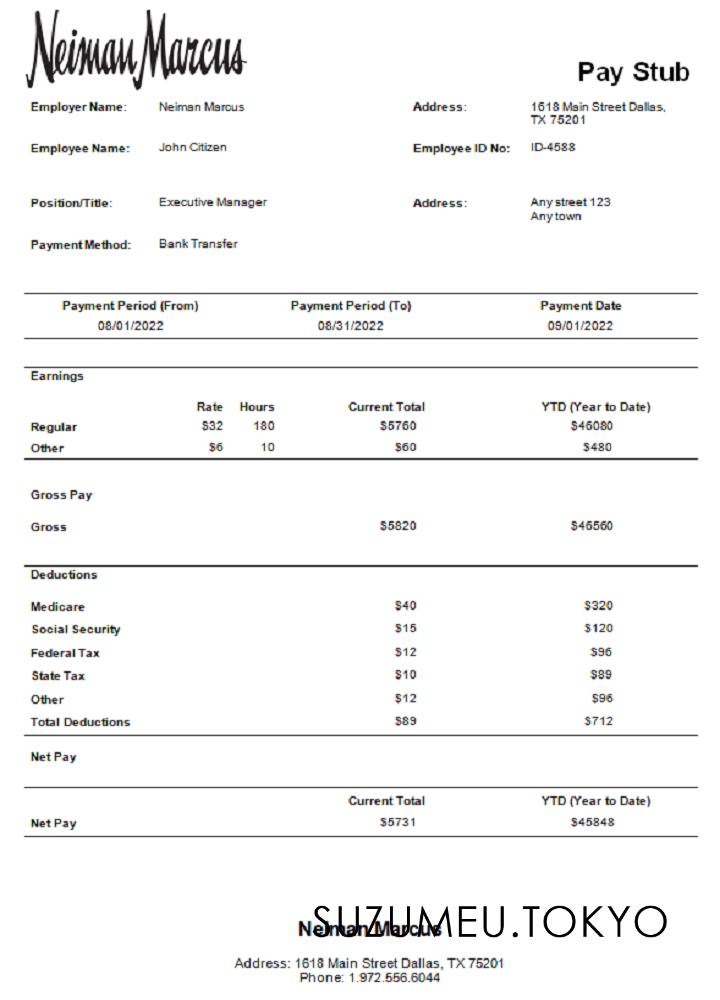 Neiman Marcus
Pay Stub
Employer Name: Neiman Marcus Address: 1618 Main Street Dallas,
TX 75201
Employee Name: John Citizen Employee ID No: ID-4588
Position/Title: Executive Manager Address: Any street 123
Any town
Payment Method: Bank Transfer
Payment Period (From) Payment Period (To) Payment Date
08/01/2022 08/31/2022 09/01/2022
Earnings
Rate Hours Current Total YTD (Year to Date)
Regular $32 180 $5760 $46080
Other $6 10 $60 $480
Gross Pay
Gross $5820 $46560
Deductions
Medicare $40 $320
Social Security $15 $120
Federal Tax $12 $96
State Tax $10 $89
Other $12 $96
Total Deductions $89 $712
Net Pay
Current Total YTD (Year to Date)
Net Pay $5731 $45848
Neiman Marcus
SUZUMEU.TOKYO
Address: 1618 Main Street Dallas, TX 75201
Phone: 1.972.556.6044